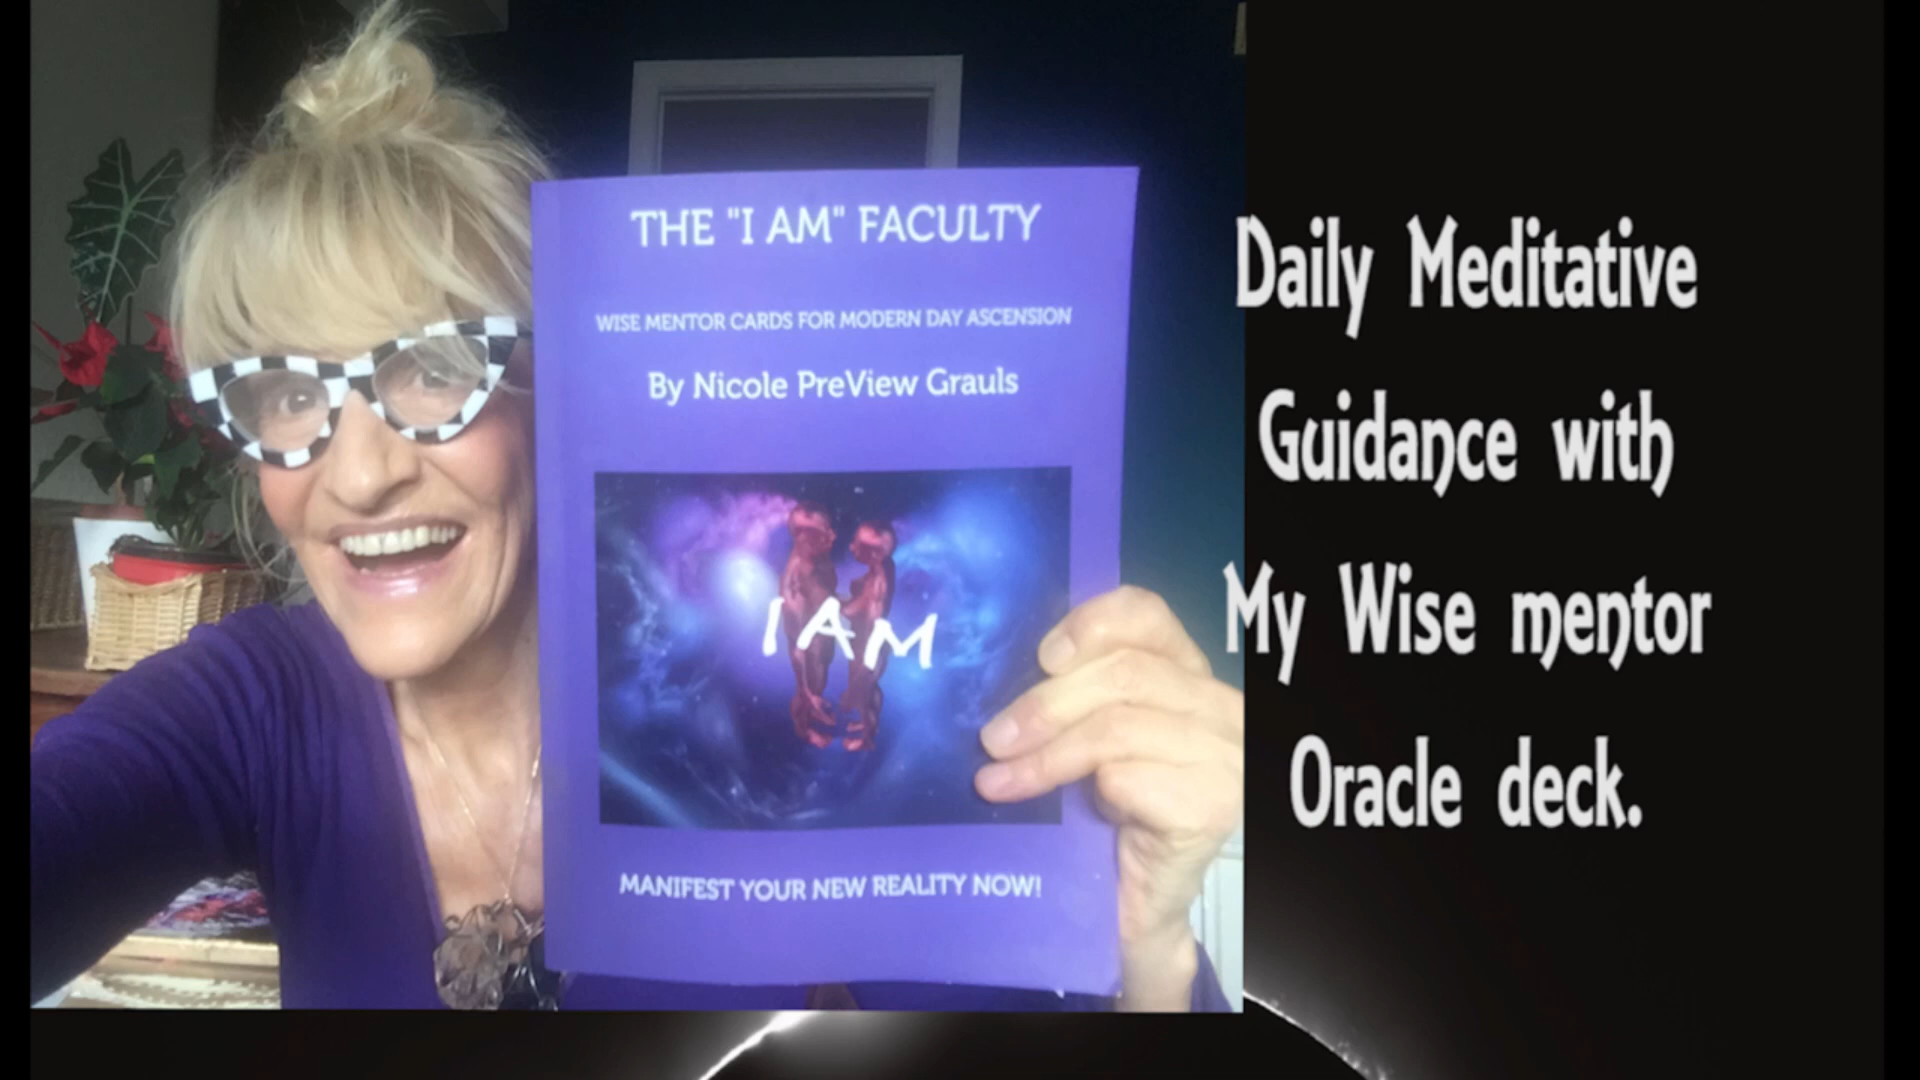 THE "I AM" FACULTY
WISE MENTOR CARDS FOR MODERN DAY ASCENSION
By Nicole PreView Grauls
I AM
MANIFEST YOUR NEW REALITY NOW!
Daily Meditative
Guidance with
My Wise mentor
Oracle deck.